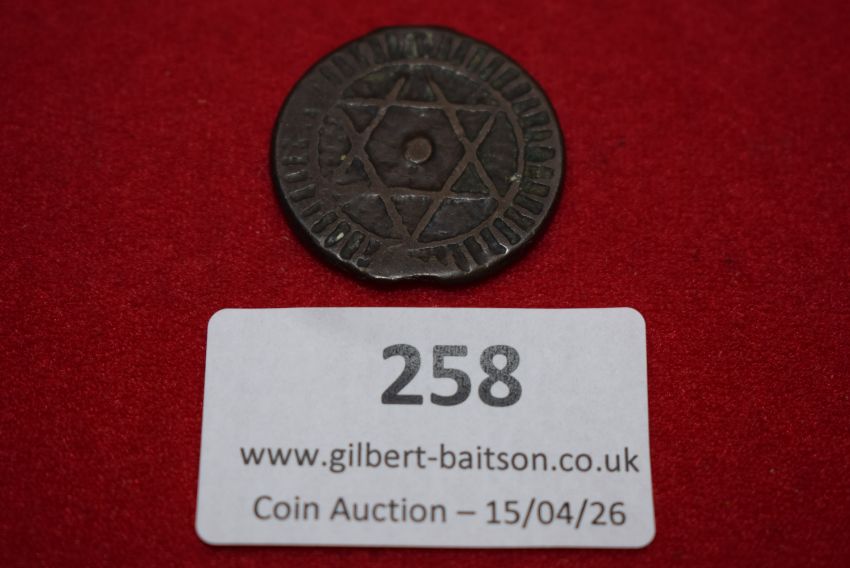 258
www.gilbert-baitson.co.uk
Coin Auction – 15/04/26